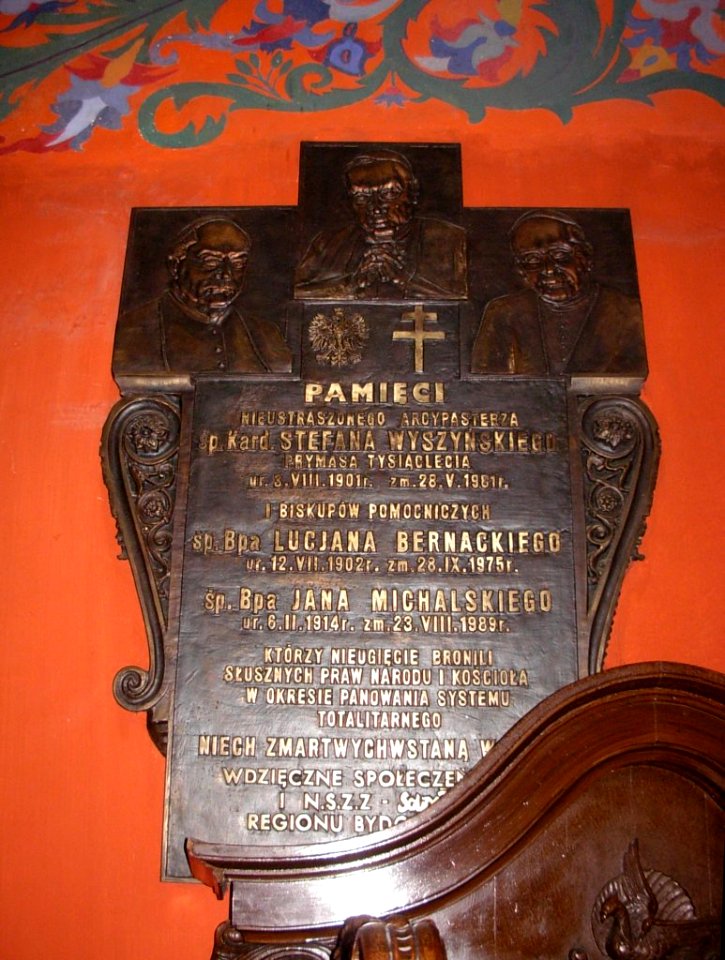 PAMIĘCI
NIEUSTRASZONEGO ARCYPASTERZA
śp. Kard. STEFANA WYSZYŃSKIEGO
PRYMASA TYSIĄCLECIA
ur. 3. VIII. 1901r. zm. 28. V. 1981r.
I BISKUPÓW POMOCNICZYCH
śp. Bpa LUCJANA BERNACKIEGO
ur. 12. VII. 1902r. zm. 28. IX. 1975r.
śp. Bpa JANA MICHALSKIEGO
ur. 6. II. 1914r. zm. 23. VIII. 1989r.
KTÓRZY NIEUGIĘCIE BRONILI
SŁUSZNYCH PRAW NARODU I KOŚCIOŁA
W OKRESIE PANOWANIA SYSTEMU
TOTALITARNEGO
NIECH ZMARTWYCHWSTANĄ W
WDZIĘCZNE
I N.S.Z.Z -
REGIONU